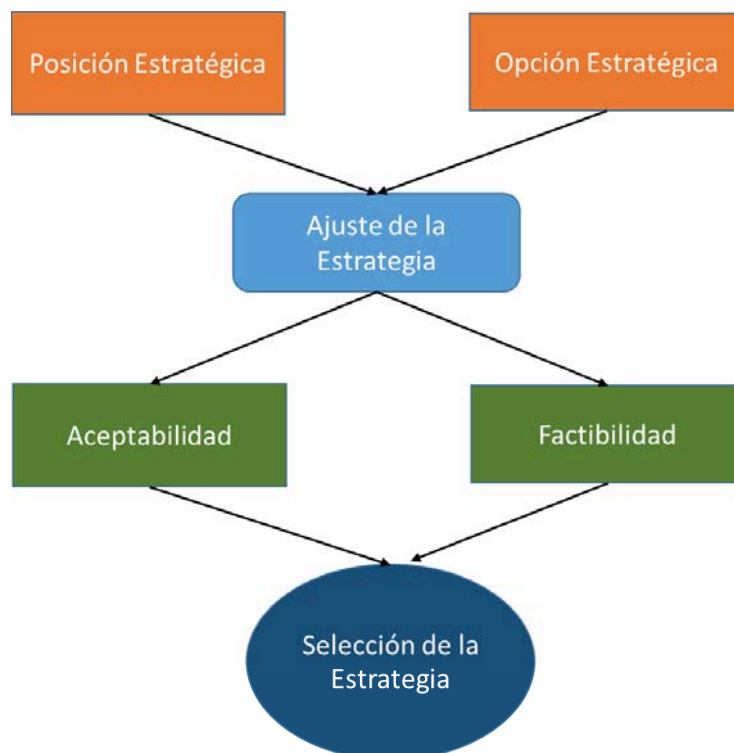 Posición Estratégica
Opción Estratégica
Ajuste de la
Estrategia
Aceptabilidad
Factibilidad
Selección de la
Estrategia